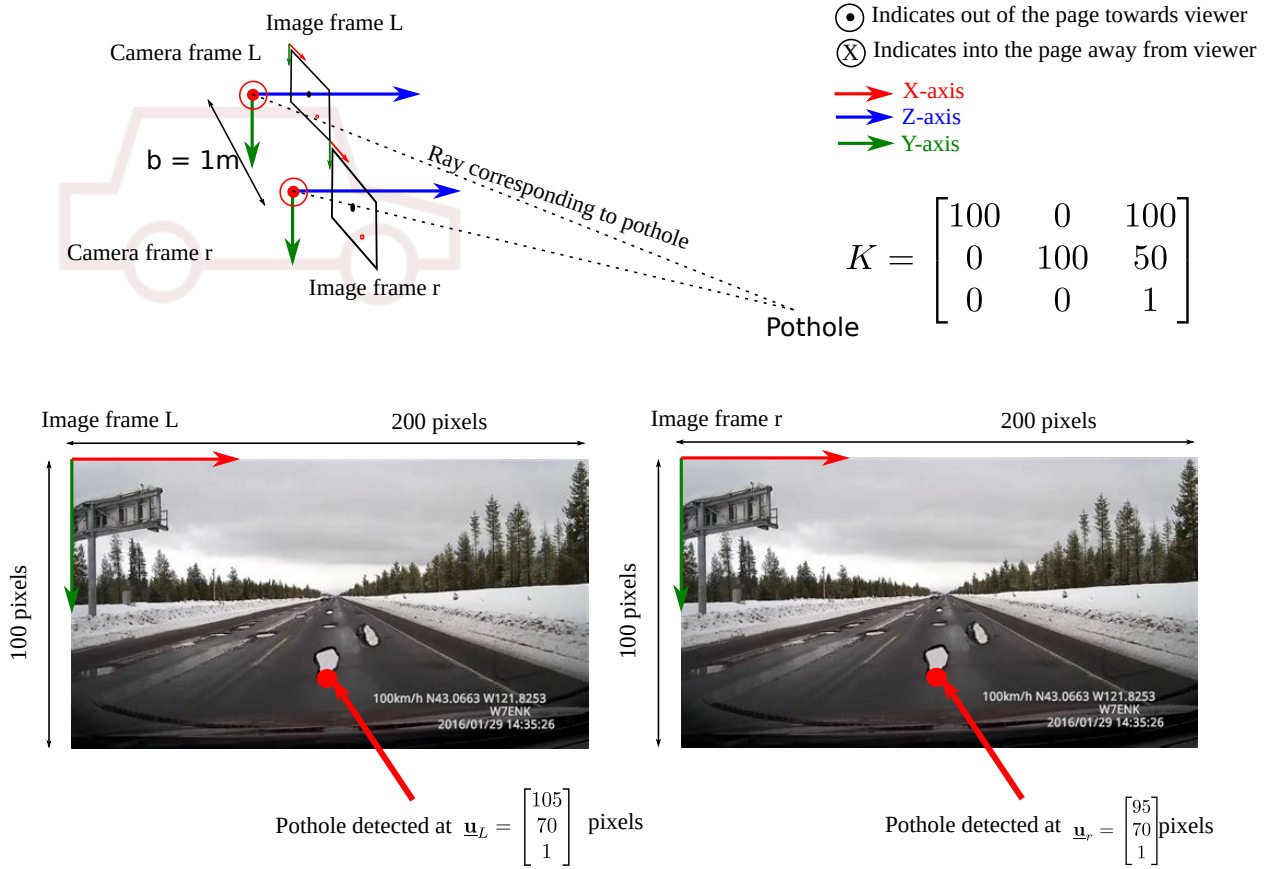 Image frame L
Indicates out of the page towards viewer
Camera frame L
X Indicates into the page away from viewer
X-axis
Z-axis
Y-axis
b = 1m
Ray corresponding to pothole
K = [100 0 100
0 100 50
0 0 1]
Camera frame r
Image frame r
Pothole
Image frame L
200 pixels
100 pixels
100km/h N43.0663 W121.8253
W7ENK
2016/01/29 14:35:26
Pothole detected at u_L = [105 70 1] pixels
Image frame r
200 pixels
100 pixels
100km/h N43.0663 W121.8253
W7ENK
2016/01/29 14:35:26
Pothole detected at u_r = [95 70 1] pixels